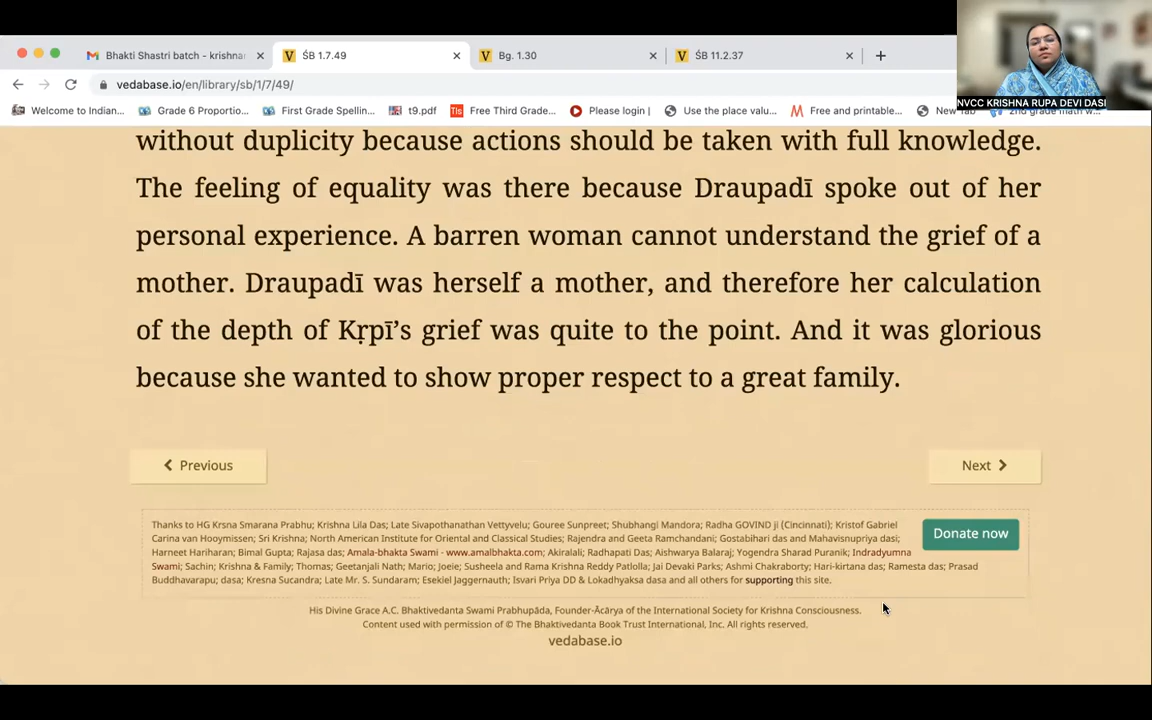 Bhakti Shastri batch - krishna
ŚB 1.7.49
Bg. 1.30
ŚB 11.2.37
vedabase.io/en/library/sb/1/7/49/
Welcome to Indian...
Grade 6 Proportio...
First Grade Spellin...
t9.pdf
Free Third Grade...
Please login |
Use the place valu...
Free and printable...
New Tab
2nd grade math w...
NVCC KRISHNA RUPA DEVI DASI
without duplicity because actions should be taken with full knowledge.
The feeling of equality was there because Draupadī spoke out of her
personal experience. A barren woman cannot understand the grief of a
mother. Draupadī was herself a mother, and therefore her calculation
of the depth of Kṛpī’s grief was quite to the point. And it was glorious
because she wanted to show proper respect to a great family.
Previous
Next
Thanks to HG Krsna Smarana Prabhu; Krishna Lila Das; Late Sivapothanathan Vettyvelu; Gouree Sunpreet; Shubhangi Mandora; Radha GOVIND ji (Cincinnati); Kristof Gabriel
Carina van Hooymissen; Sri Krishna; North American Institute for Oriental and Classical Studies; Rajendra and Geeta Ramchandani; Gostabihari das and Mahavisnupriya dasi;
Harneet Hariharan; Bimal Gupta; Rajasa das; Amala-bhakta Swami - www.amalbhakta.com; Akiralali; Radhapati Das; Aishwarya Balaraj; Yogendra Sharad Puranik; Indradyumna
Swami; Sachin; Krishna & Family; Thomas; Geetanjali Nath; Mario; Joeie; Susheela and Rama Krishna Reddy Patlolla; Jai Devaki Parks; Ashmi Chakraborty; Hari-kirtana das; Ramesta das; Prasad
Buddhavarapu; dasa; Kresna Sucandra; Late Mr. S. Sundaram; Esekiel Jaggernauth; Isvari Priya DD & Lokadhyaksa dasa and all others for supporting this site.
Donate now
His Divine Grace A.C. Bhaktivedanta Swami Prabhupāda, Founder-Ācārya of the International Society for Krishna Consciousness.
Content used with permission of © The Bhaktivedanta Book Trust International, Inc. All rights reserved.
vedabase.io